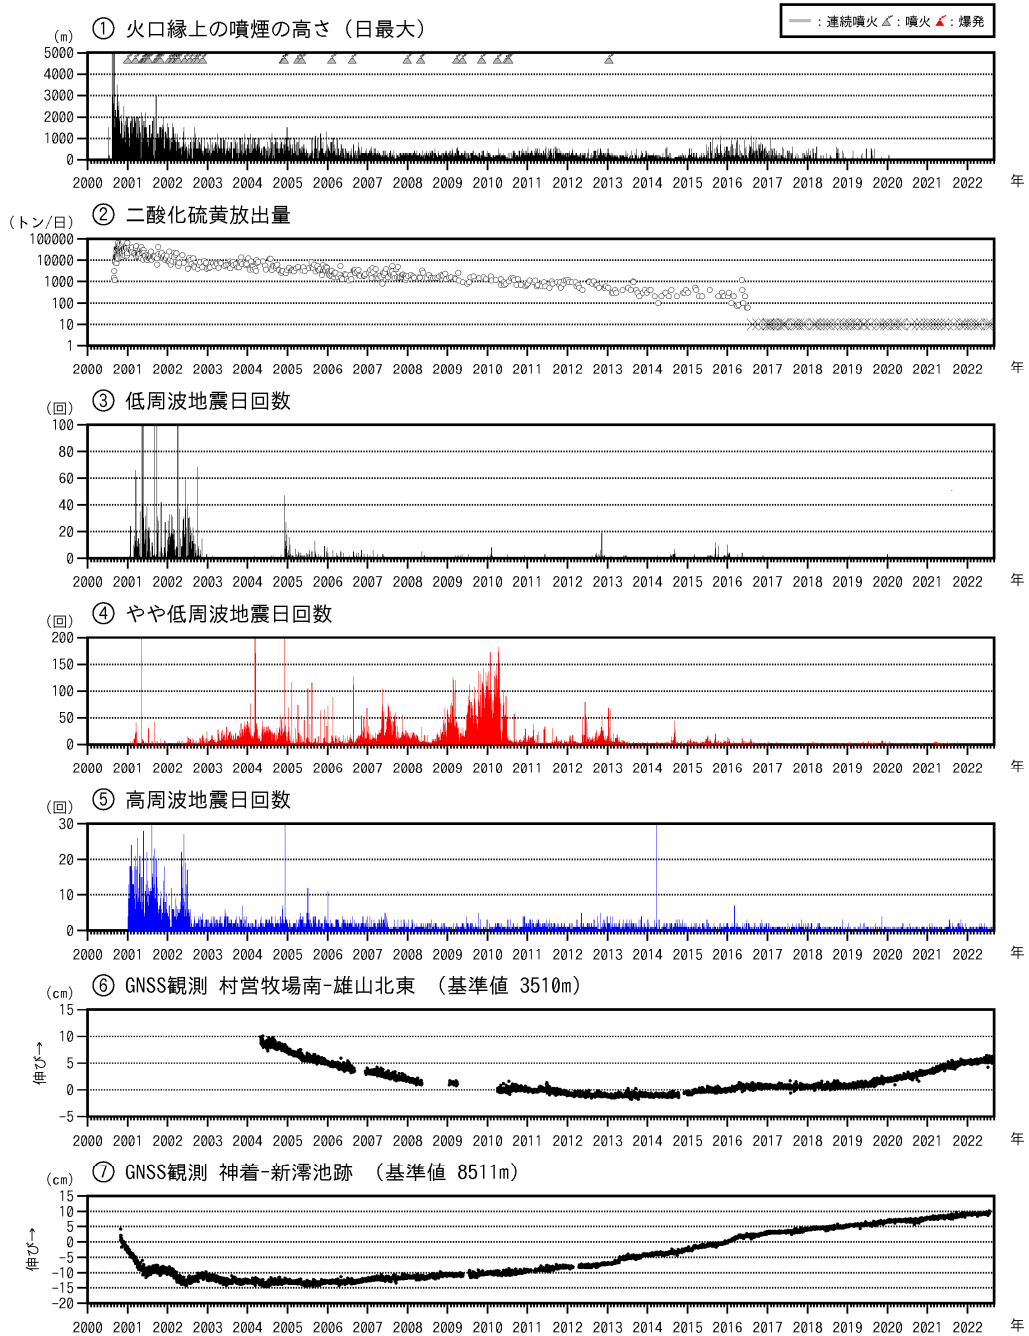 ① 火口縁上の噴煙の高さ（日最大）
：連続噴火 ：噴火 ：爆発
(m)
5000
4000
3000
2000
1000
0
2000 2001 2002 2003 2004 2005 2006 2007 2008 2009 2010 2011 2012 2013 2014 2015 2016 2017 2018 2019 2020 2021 2022 年
② 二酸化硫黄放出量
(トン/日)
100000
10000
1000
100
10
1
2000 2001 2002 2003 2004 2005 2006 2007 2008 2009 2010 2011 2012 2013 2014 2015 2016 2017 2018 2019 2020 2021 2022 年
③ 低周波地震日回数
(回)
100
80
60
40
20
0
2000 2001 2002 2003 2004 2005 2006 2007 2008 2009 2010 2011 2012 2013 2014 2015 2016 2017 2018 2019 2020 2021 2022 年
④ やや低周波地震日回数
(回)
200
150
100
50
0
2000 2001 2002 2003 2004 2005 2006 2007 2008 2009 2010 2011 2012 2013 2014 2015 2016 2017 2018 2019 2020 2021 2022 年
⑤ 高周波地震日回数
(回)
30
20
10
0
2000 2001 2002 2003 2004 2005 2006 2007 2008 2009 2010 2011 2012 2013 2014 2015 2016 2017 2018 2019 2020 2021 2022 年
⑥ GNSS観測 村営牧場南-雄山北東 （基準値 3510m）
(cm)
伸び→
15
10
5
0
-5
2000 2001 2002 2003 2004 2005 2006 2007 2008 2009 2010 2011 2012 2013 2014 2015 2016 2017 2018 2019 2020 2021 2022 年
⑦ GNSS観測 神着-新澪池跡 （基準値 8511m）
(cm)
伸び→
15
10
5
0
-5
-10
-15
-20
2000 2001 2002 2003 2004 2005 2006 2007 2008 2009 2010 2011 2012 2013 2014 2015 2016 2017 2018 2019 2020 2021 2022 年